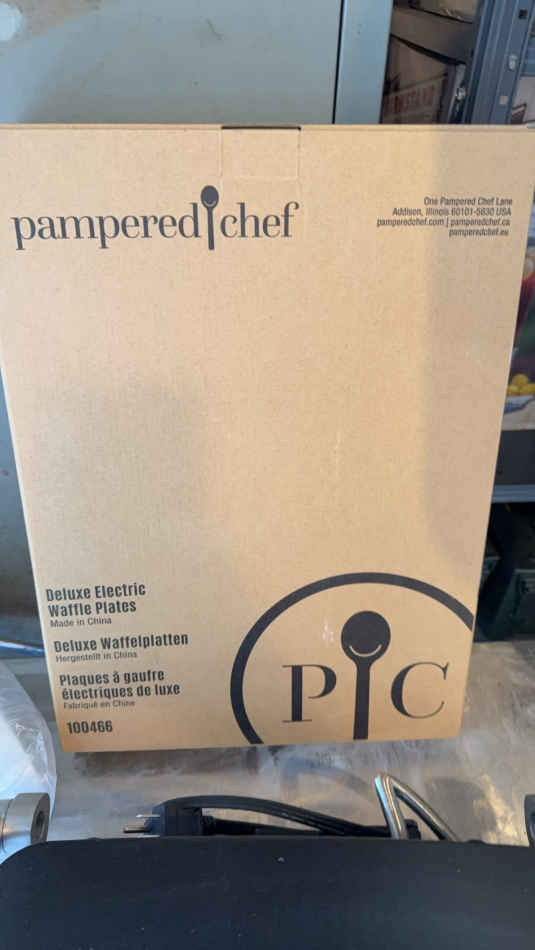 pampered chef
One Pampered Chef Lane
Addison, Illinois 60101-5630 USA
pamperedchef.com | pamperedchef.ca
pamperedchef.eu
Deluxe Electric
Waffle Plates
Made in China
Deluxe Waffelplatten
Hergestellt in China
Plaques à gaufre
électriques de luxe
Fabriqué en Chine
100466
P C